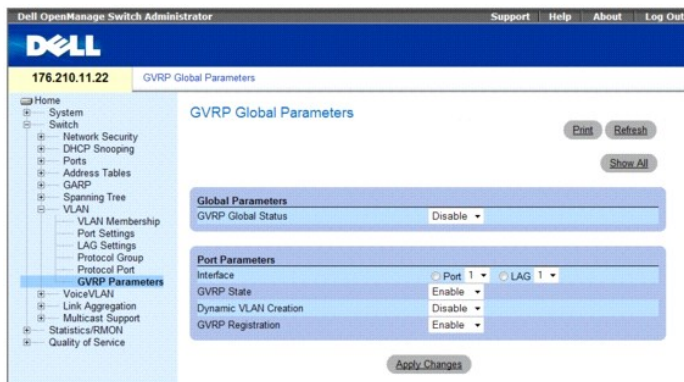 Dell OpenManage Switch Administrator
Support Help About Log Out
DELL
176.210.11.22
GVRP Global Parameters
Home
System
Switch
Network Security
DHCP Snooping
Ports
Address Tables
GARP
Spanning Tree
VLAN
VLAN Membership
Port Settings
LAG Settings
Protocol Group
Protocol Port
GVRP Parameters
VoiceVLAN
Link Aggregation
Multicast Support
Statistics/RMON
Quality of Service
GVRP Global Parameters
Print Refresh
Show All
Global Parameters
GVRP Global Status Disable
Port Parameters
Interface Port 1 LAG 1
GVRP State Enable
Dynamic VLAN Creation Disable
GVRP Registration Enable
Apply Changes